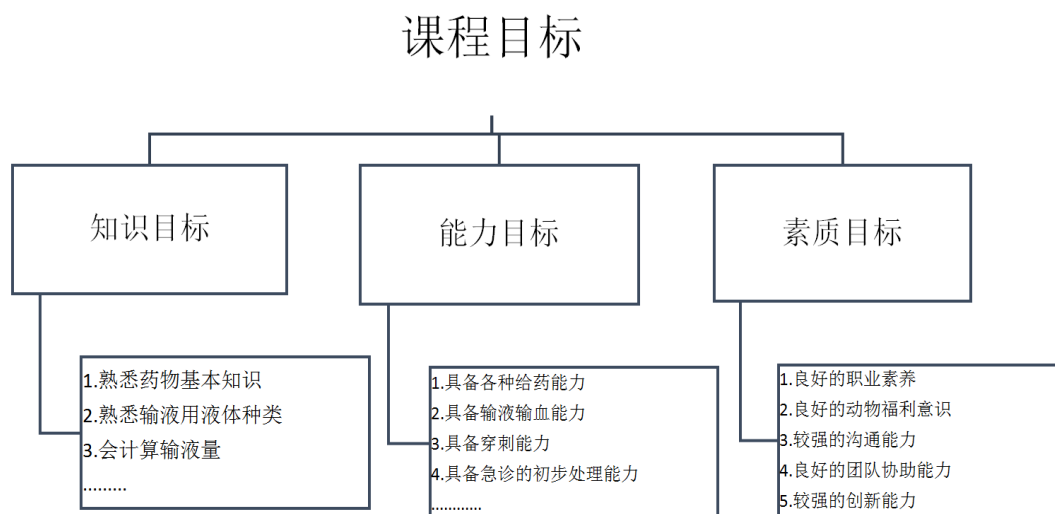 课程目标
知识目标
能力目标
素质目标
1.熟悉药物基本知识
2.熟悉输液用液体种类
3.会计算输液量
.........
1.具备各种给药能力
2.具备输液输血能力
3.具备穿刺能力
4.具备急诊的初步处理能力
............
1.良好的职业素养
2.良好的动物福利意识
3.较强的沟通能力
4.良好的团队协助能力
5.较强的创新能力